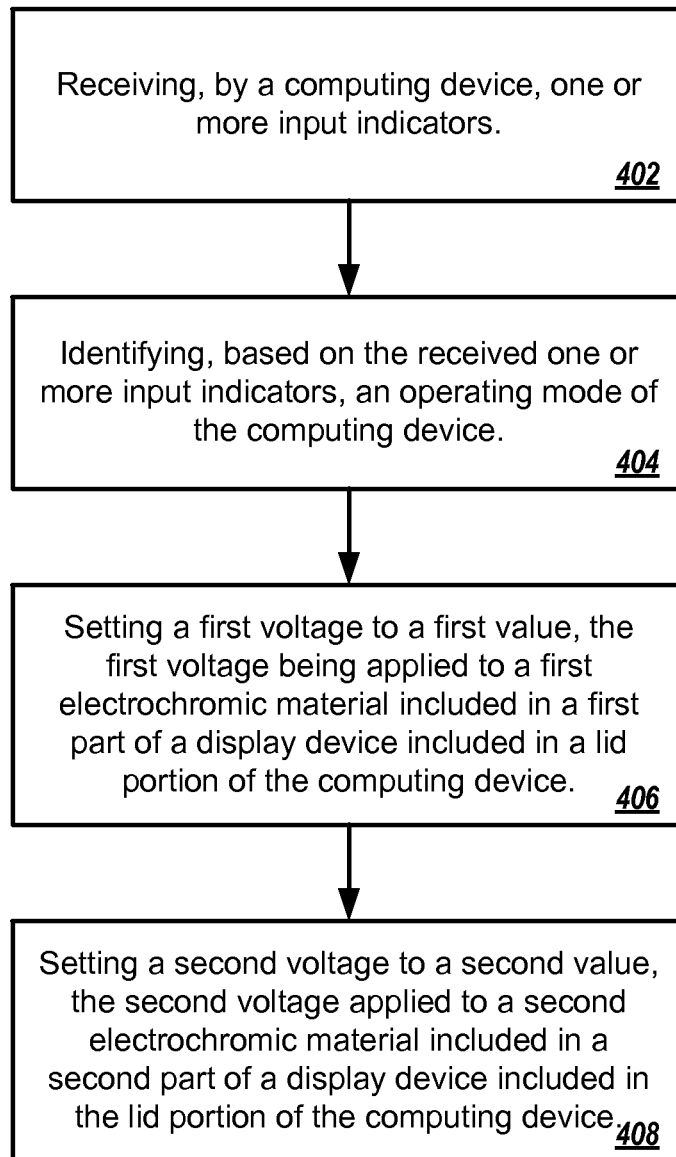 Receiving, by a computing device, one or
more input indicators.
402
Identifying, based on the received one or
more input indicators, an operating mode of
the computing device.
404
Setting a first voltage to a first value, the
first voltage being applied to a first
electrochromic material included in a first
part of a display device included in a lid
portion of the computing device.
406
Setting a second voltage to a second value,
the second voltage applied to a second
electrochromic material included in a
second part of a display device included in
the lid portion of the computing device.
408